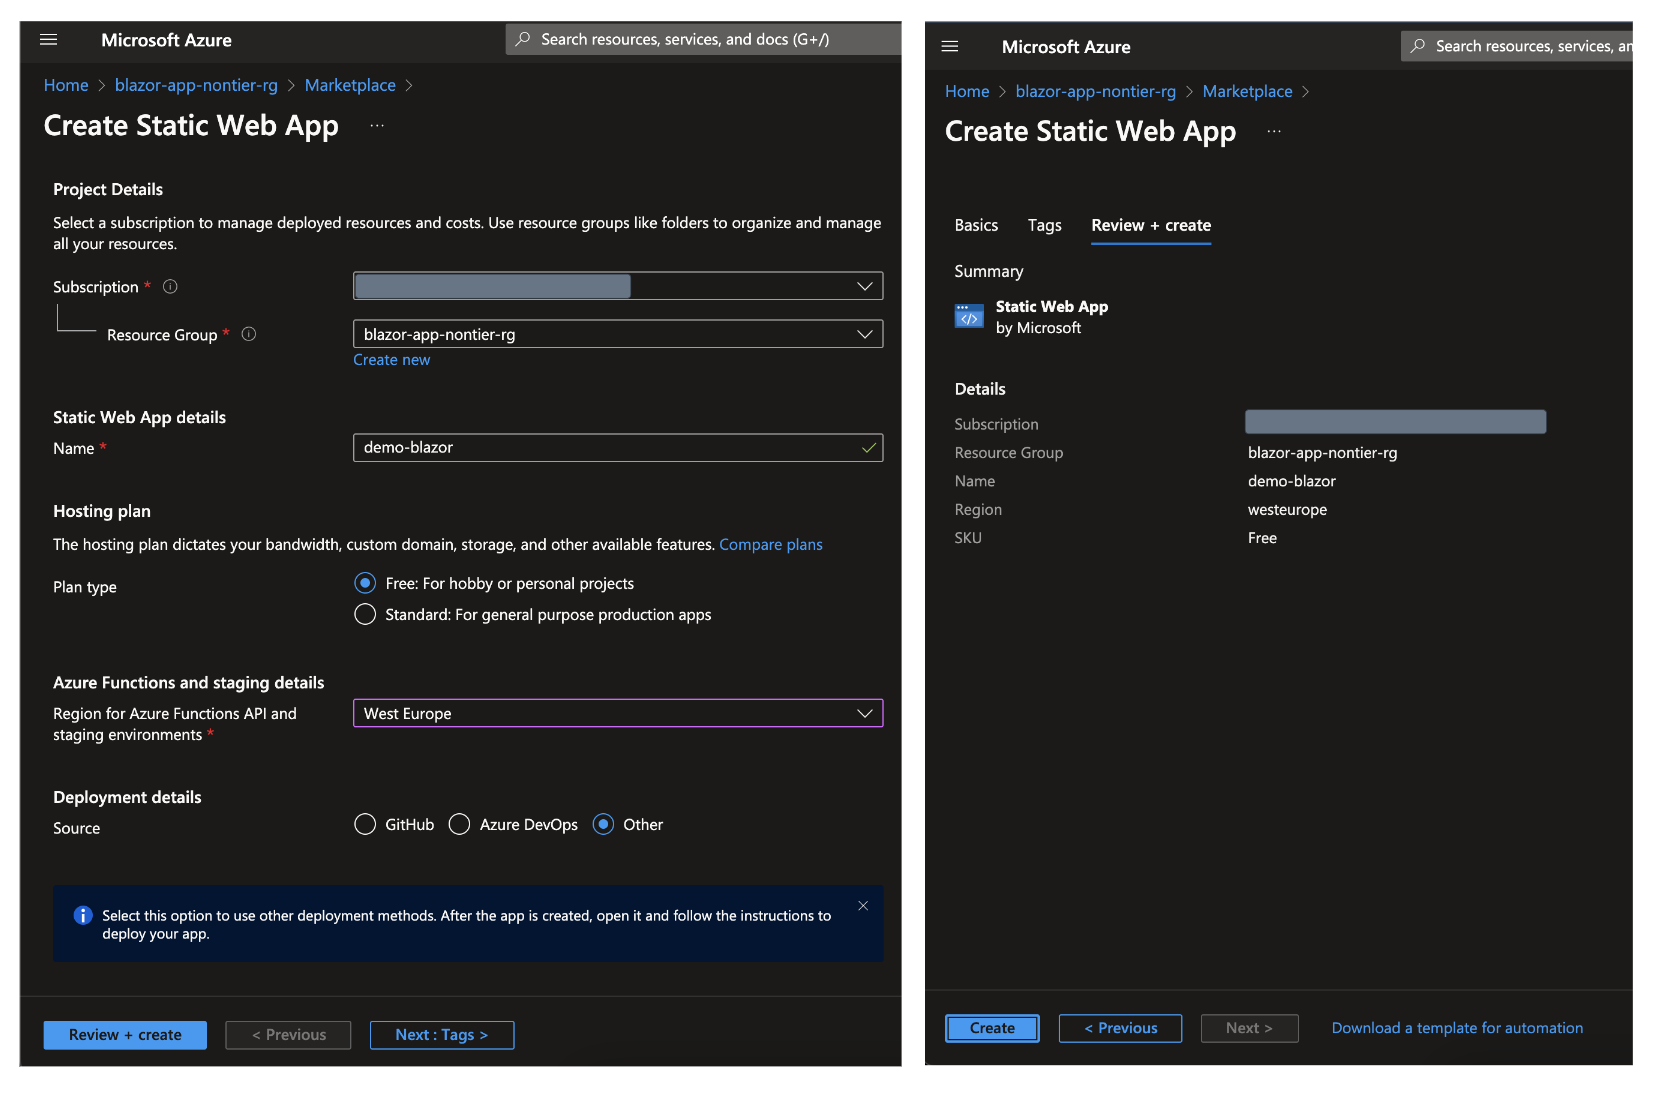 Microsoft Azure
Search resources, services, and docs (G+/)
Home > blazor-app-nontier-rg > Marketplace >
Create Static Web App ...
Project Details
Select a subscription to manage deployed resources and costs. Use resource groups like folders to organize and manage
all your resources.
Subscription *
Resource Group *
blazor-app-nontier-rg
Create new
Static Web App details
Name *
demo-blazor
Hosting plan
The hosting plan dictates your bandwidth, custom domain, storage, and other available features. Compare plans
Plan type
Free: For hobby or personal projects
Standard: For general purpose production apps
Azure Functions and staging details
Region for Azure Functions API and
staging environments *
West Europe
Deployment details
Source
GitHub
Azure DevOps
Other
Select this option to use other deployment methods. After the app is created, open it and follow the instructions to
deploy your app.
Review + create
< Previous
Next : Tags >
Microsoft Azure
Search resources, services, an
Home > blazor-app-nontier-rg > Marketplace >
Create Static Web App ...
Basics
Tags
Review + create
Summary
Static Web App
by Microsoft
Details
Subscription
Resource Group
blazor-app-nontier-rg
Name
demo-blazor
Region
westeurope
SKU
Free
Create
< Previous
Next >
Download a template for automation